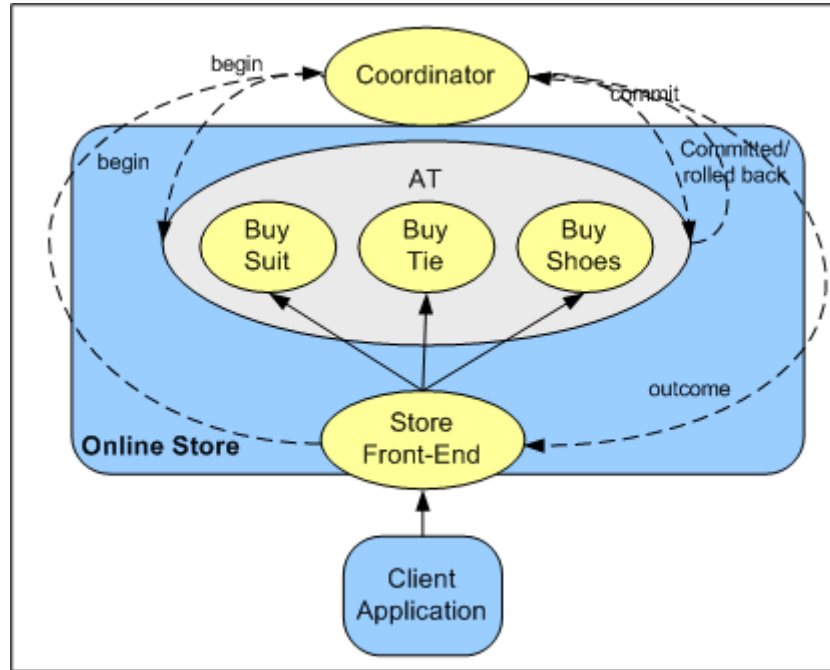 begin
Coordinator
commit
begin
Committed/
rolled back
AT
Buy
Suit
Buy
Tie
Buy
Shoes
outcome
Store
Front-End
Online Store
Client
Application